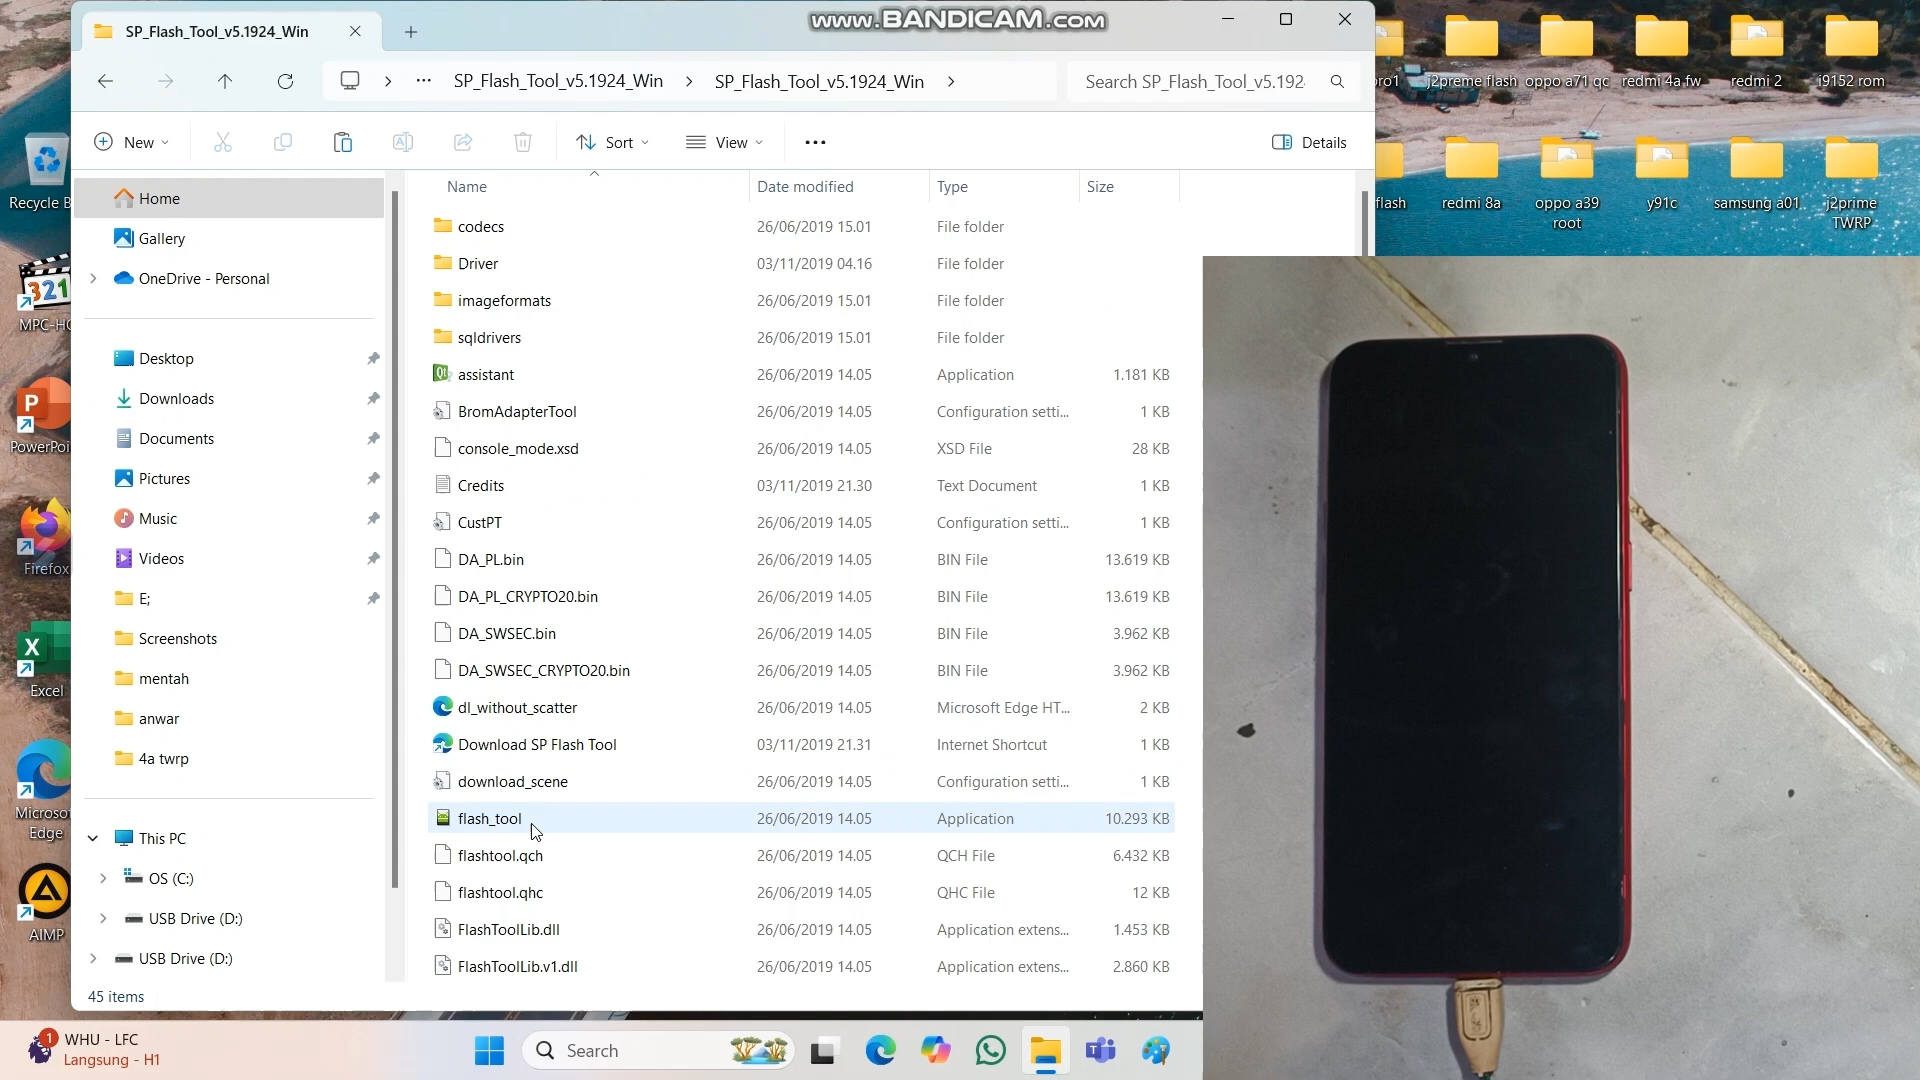 SP_Flash_Tool_v5.1924_Win
www.BANDICAM.com
SP_Flash_Tool_v5.1924_Win
SP_Flash_Tool_v5.1924_Win
Search SP_Flash_Tool_v5.192
New
Sort
View
Details
Home
Gallery
OneDrive - Personal
Desktop
Downloads
Documents
Pictures
Music
Videos
E;
Screenshots
mentah
anwar
4a twrp
This PC
OS (C:)
USB Drive (D:)
USB Drive (D:)
45 items
Name Date modified Type Size
codecs 26/06/2019 15.01 File folder
Driver 03/11/2019 04.16 File folder
imageformats 26/06/2019 15.01 File folder
sqldrivers 26/06/2019 15.01 File folder
assistant 26/06/2019 14.05 Application 1.181 KB
BromAdapterTool 26/06/2019 14.05 Configuration setti... 1 KB
console_mode.xsd 26/06/2019 14.05 XSD File 28 KB
Credits 03/11/2019 21.30 Text Document 1 KB
CustPT 26/06/2019 14.05 Configuration setti... 1 KB
DA_PL.bin 26/06/2019 14.05 BIN File 13.619 KB
DA_PL_CRYPTO20.bin 26/06/2019 14.05 BIN File 13.619 KB
DA_SWSEC.bin 26/06/2019 14.05 BIN File 3.962 KB
DA_SWSEC_CRYPTO20.bin 26/06/2019 14.05 BIN File 3.962 KB
dl_without_scatter 26/06/2019 14.05 Microsoft Edge HT... 2 KB
Download SP Flash Tool 03/11/2019 21.31 Internet Shortcut 1 KB
download_scene 26/06/2019 14.05 Configuration setti... 1 KB
flash_tool 26/06/2019 14.05 Application 10.293 KB
flashtool.qch 26/06/2019 14.05 QCH File 6.432 KB
flashtool.qhc 26/06/2019 14.05 QHC File 12 KB
FlashToolLib.dll 26/06/2019 14.05 Application extens... 1.453 KB
FlashToolLib.v1.dll 26/06/2019 14.05 Application extens... 2.860 KB
Recycle B
321
MPC-HC
P
PowerPoi
Firefox
X
Excel
Microso
Edge
AIMP
ro1
j2preme flash
oppo a71 qc
redmi 4a fw
redmi 2
i9152 rom
flash
redmi 8a
oppo a39
root
y91c
samsung a01
j2prime
TWRP
1
WHU - LFC
Langsung - H1
Search